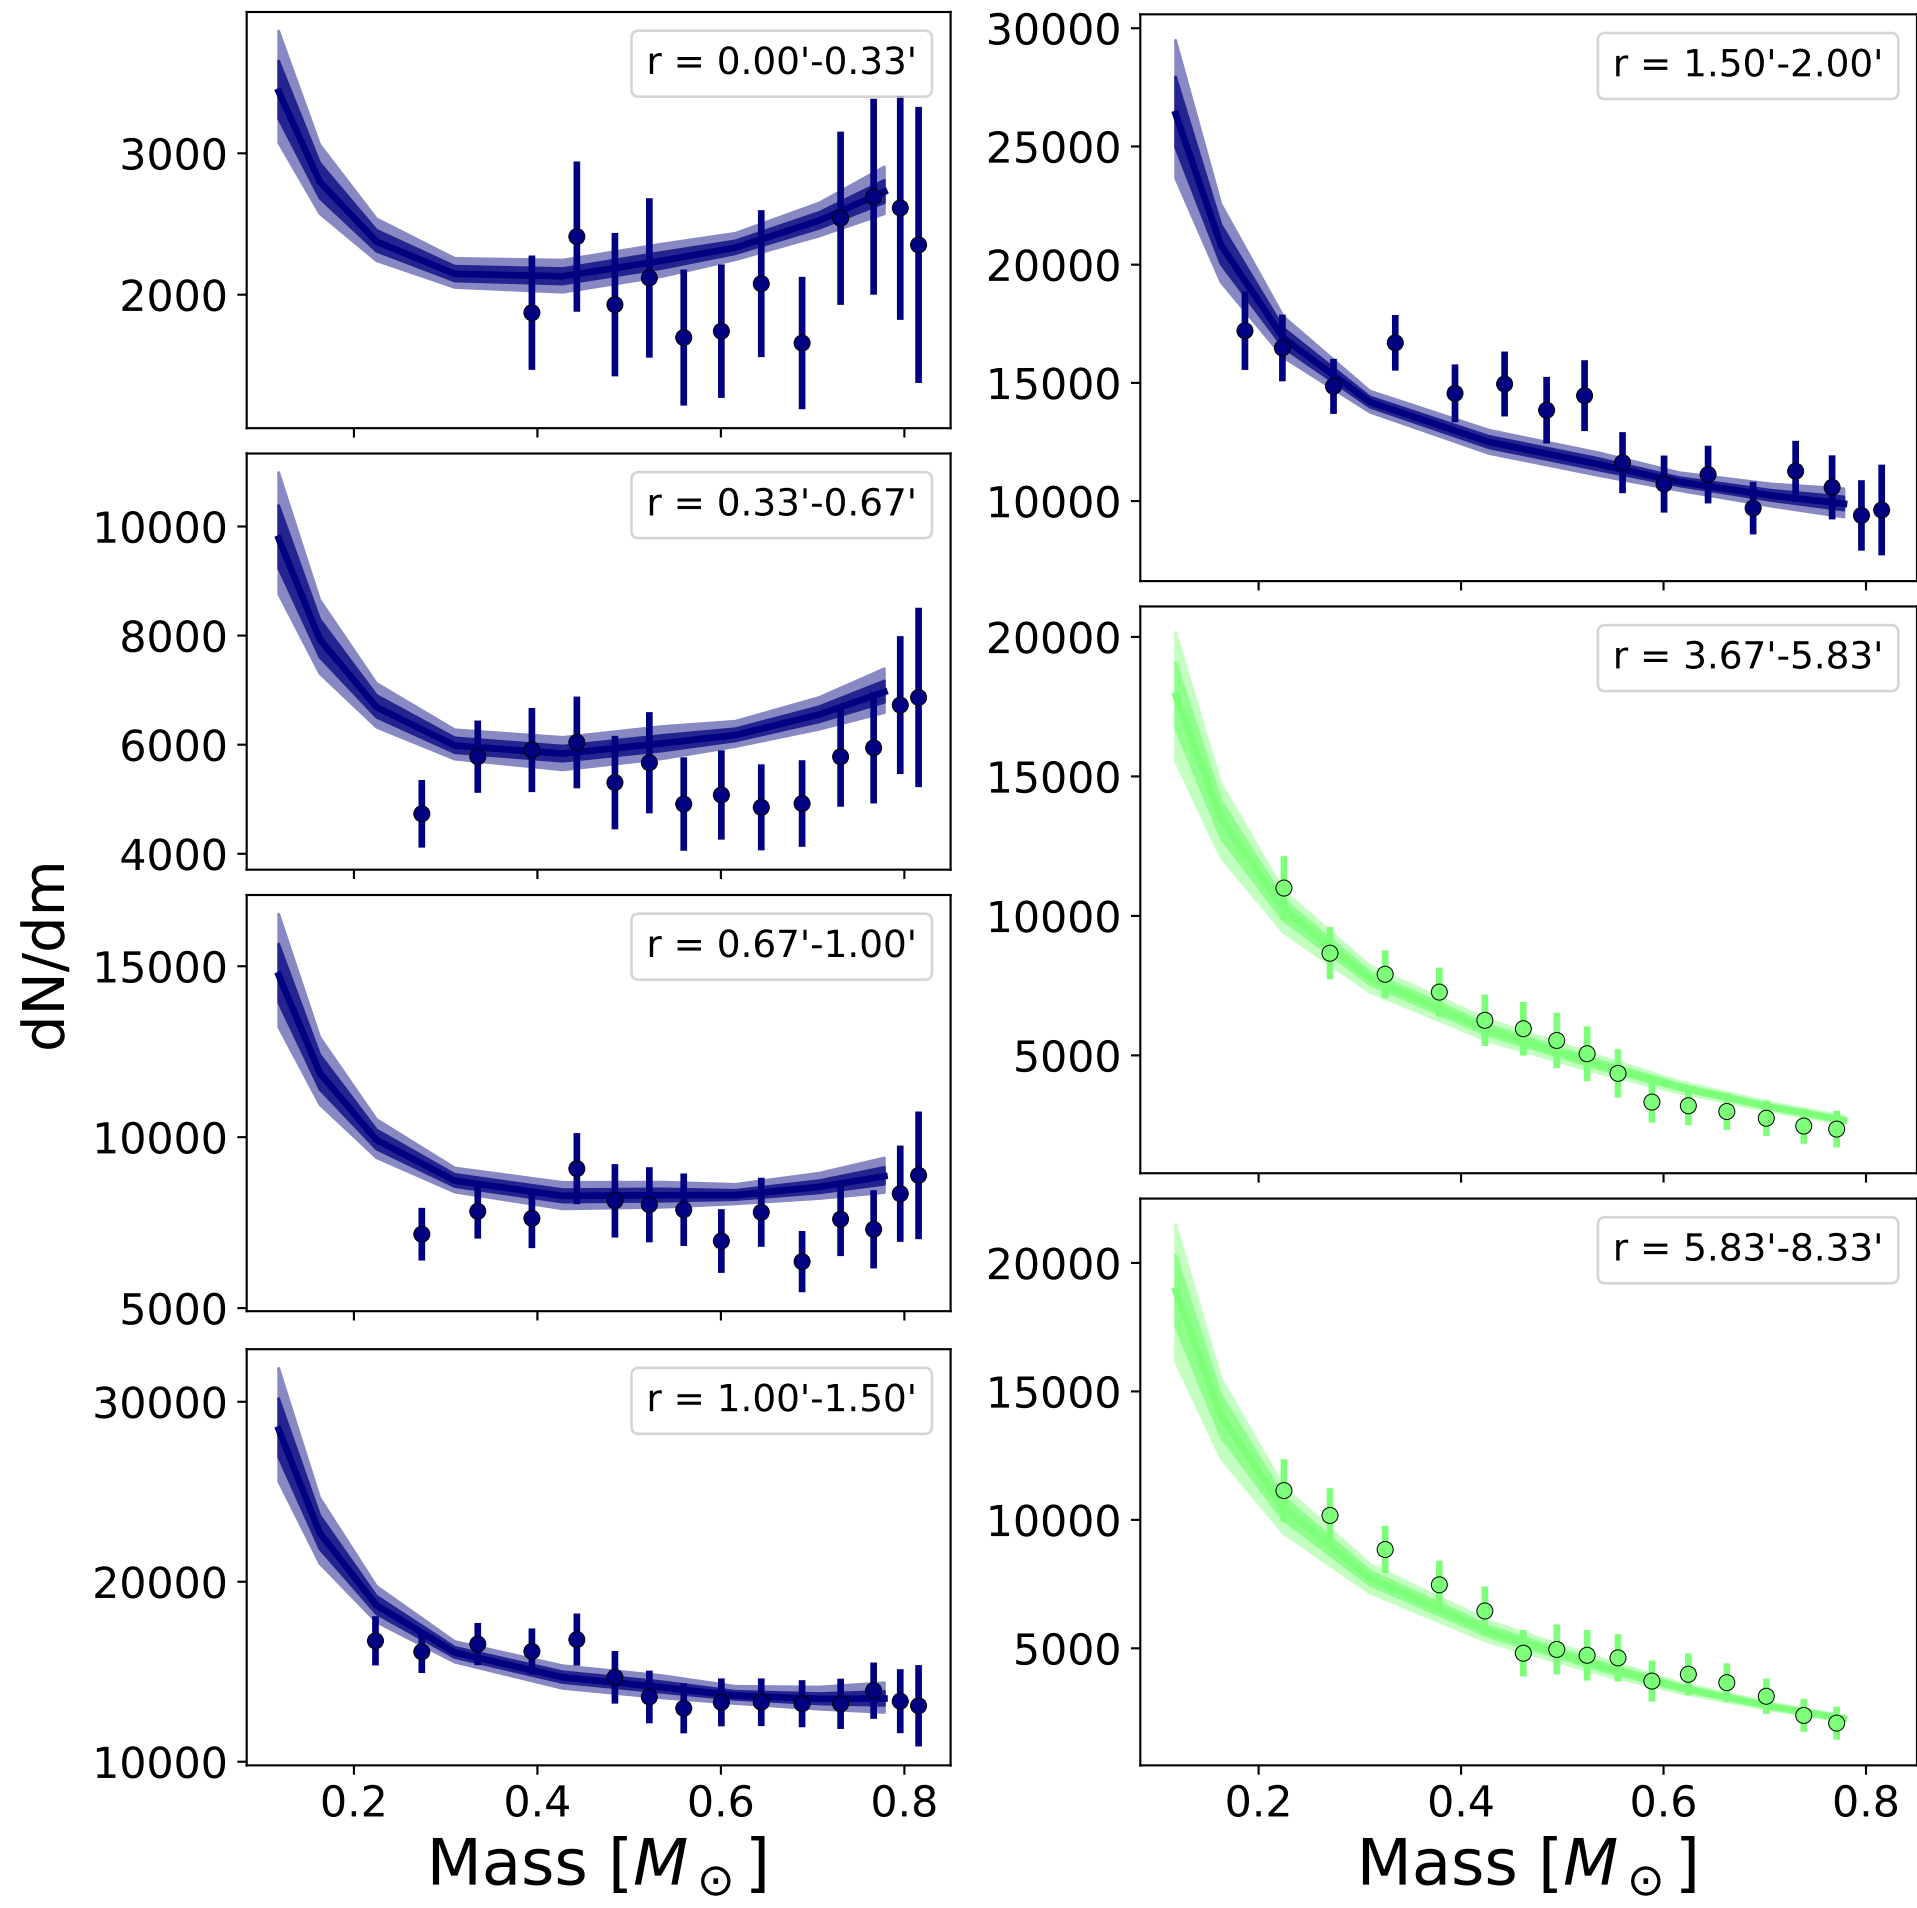 dN/dm
r = 0.00'-0.33'
3000
2000
r = 0.33'-0.67'
10000
8000
6000
4000
r = 0.67'-1.00'
15000
10000
5000
r = 1.00'-1.50'
30000
20000
10000
0.2 0.4 0.6 0.8
Mass [M⊙]
r = 1.50'-2.00'
30000
25000
20000
15000
10000
r = 3.67'-5.83'
20000
15000
10000
5000
r = 5.83'-8.33'
20000
15000
10000
5000
0.2 0.4 0.6 0.8
Mass [M⊙]